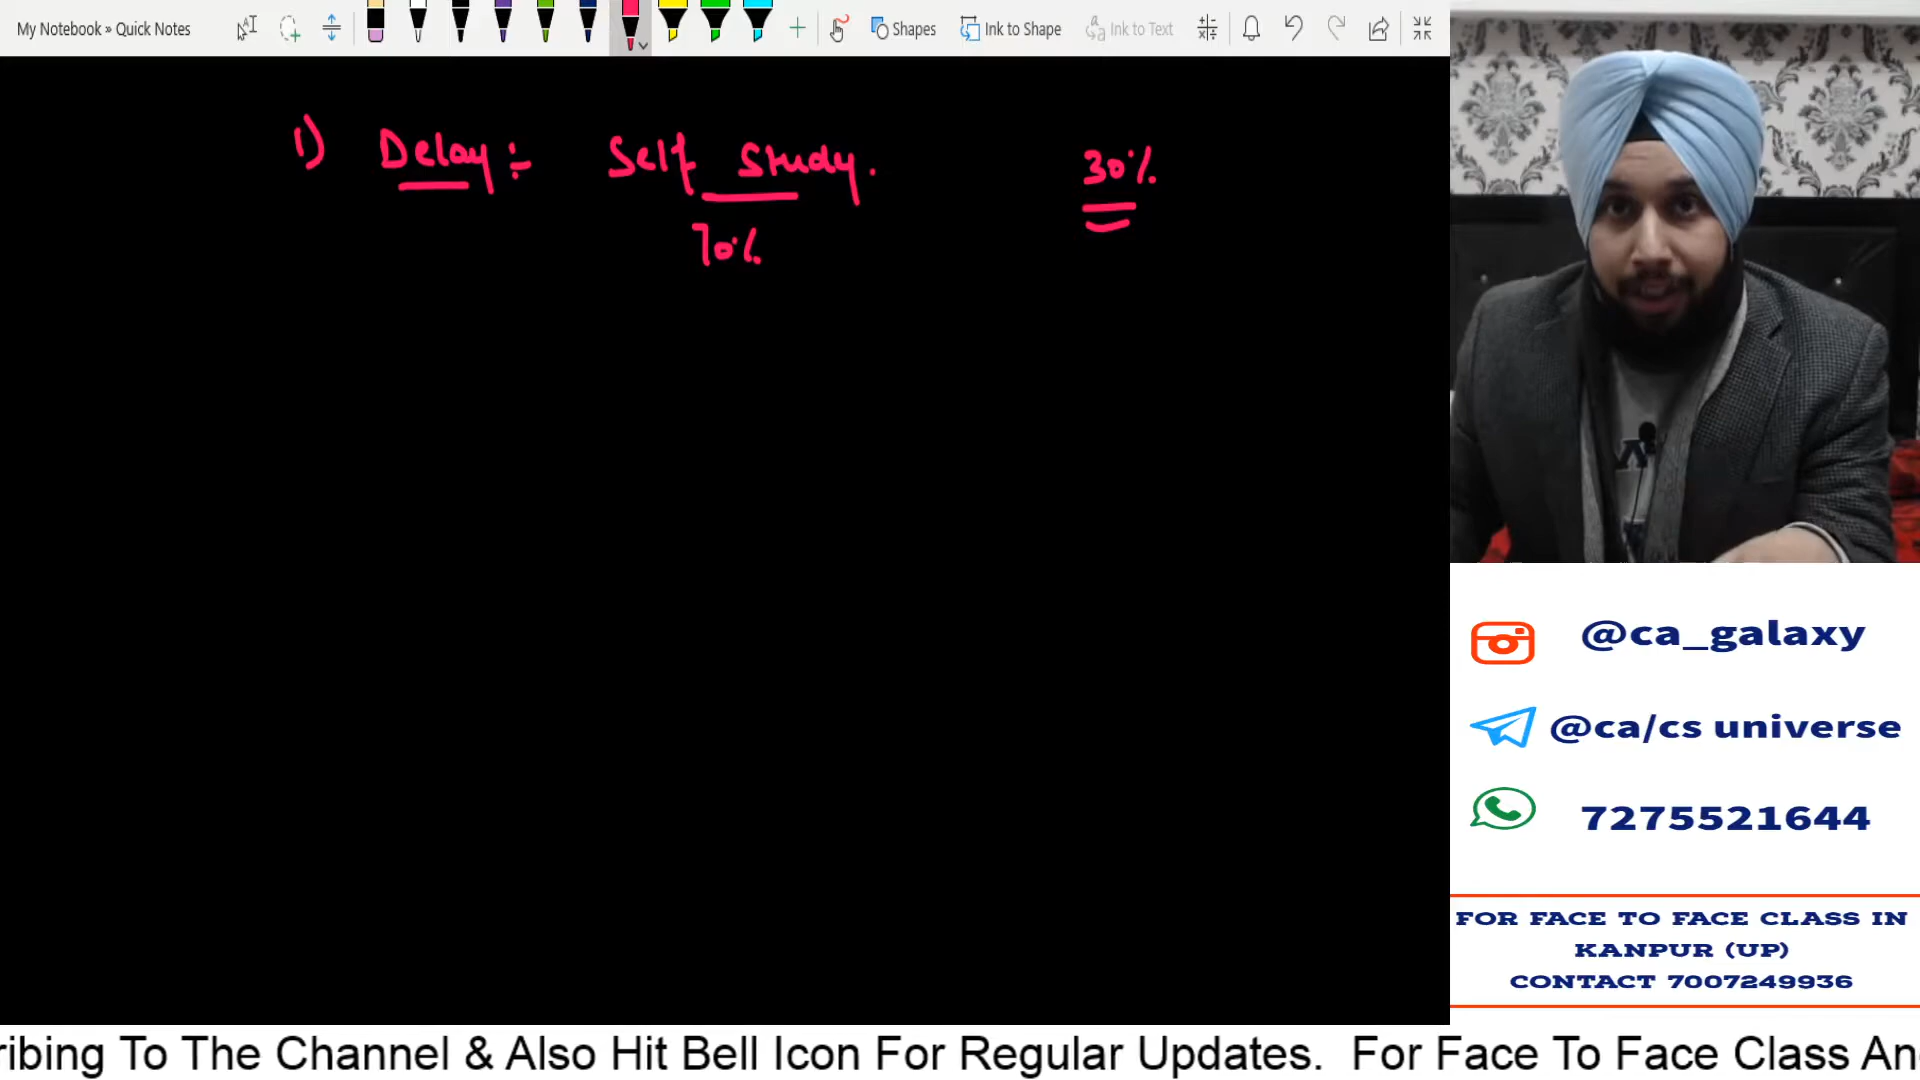 My Notebook » Quick Notes
Shapes
Ink to Shape
Ink to Text
1) Delay :- Self Study. 30%
70%
@ca_galaxy
@ca/cs universe
7275521644
FOR FACE TO FACE CLASS IN
KANPUR (UP)
CONTACT 7007249936
ribing To The Channel & Also Hit Bell Icon For Regular Updates. For Face To Face Class An